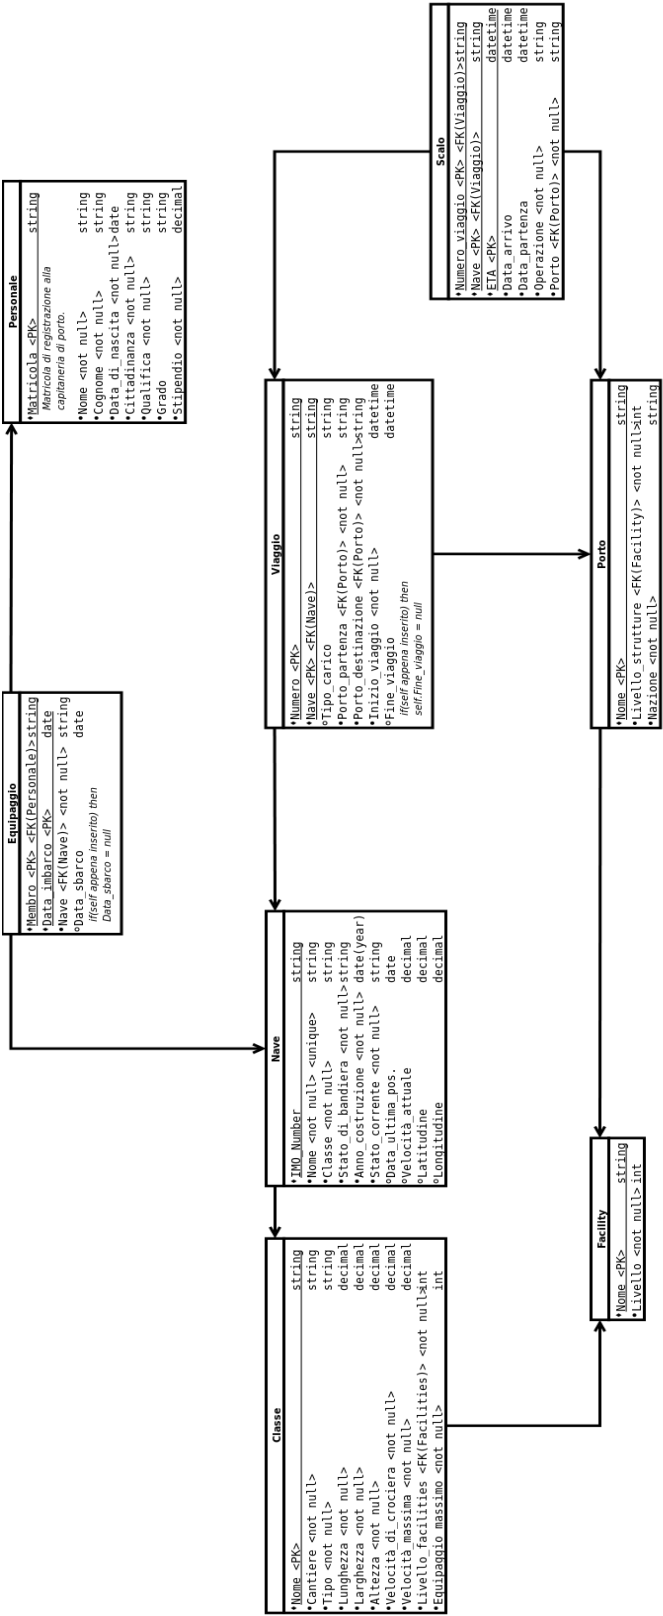 Personale
•Matricola <PK> string
Matricola di registrazione alla
capitaneria di porto.
•Nome <not null> string
•Cognome <not null> string
•Data_di_nascita <not null>date
•Cittadinanza <not null> string
•Qualifica <not null> string
•Grado string
•Stipendio <not null> decimal
Equipaggio
•Membro <PK> <FK(Personale)>string
•Data_imbarco <PK> date
•Nave <FK(Nave)> <not null> string
°Data_sbarco date
if(self appena inserito) then
Data_sbarco = null
Scalo
•Numero_viaggio <PK> <FK(Viaggio)>string
•Nave <PK> <FK(Viaggio)> string
•ETA <PK> datetime
•Data_arrivo datetime
•Data_partenza datetime
•Operazione <not null> string
•Porto <FK(Porto)> <not null> string
Viaggio
•Numero <PK> string
•Nave <PK> <FK(Nave)> string
°Tipo_carico string
•Porto_partenza <FK(Porto)> <not null> string
•Porto_destinazione <FK(Porto)> <not null>string
•Inizio_viaggio <not null> datetime
°Fine_viaggio datetime
if(self appena inserito) then
self.Fine_viaggio = null
Nave
•IMO_Number string
•Nome <not null> <unique> string
•Classe <not null> string
•Stato_di_bandiera <not null>string
•Anno_costruzione <not null> date(year)
•Stato_corrente <not null> string
°Data_ultima_pos. date
°Velocità_attuale decimal
°Latitudine decimal
°Longitudine decimal
Classe
•Nome <PK> string
•Cantiere <not null> string
•Tipo <not null> string
•Lunghezza <not null> decimal
•Larghezza <not null> decimal
•Altezza <not null> decimal
•Velocità_di_crociera <not null> decimal
•Velocità_massima <not null> decimal
•Livello_facilities <FK(Facilities)> <not null>int
•Equipaggio massimo <not null> int
Porto
•Nome <PK> string
•Livello_strutture <FK(Facility)> <not null>int
•Nazione <not null> string
Facility
•Nome <PK> string
•Livello <not null> int